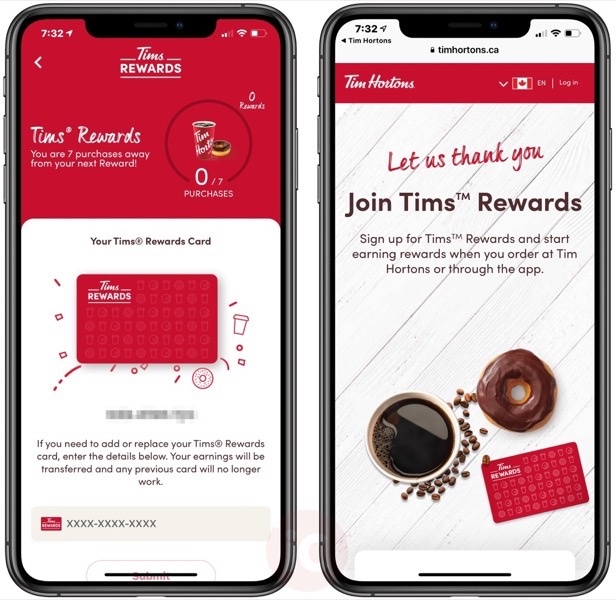 7:32
Tims
REWARDS
0
Rewards
Tims® Rewards
You are 7 purchases away
from your next Reward!
Tim
Horto
0 / 7
PURCHASES
Your Tims® Rewards Card
Tims
REWARDS
If you need to add or replace your Tims® Rewards
card, enter the details below. Your earnings will be
transferred and any previous card will no longer
work.
Tims
REWARDS XXXX-XXXX-XXXX
Submit
7:32
Tim Hortons
timhortons.ca
Tim Hortons. EN | Log in
Let us thank you
Join Tims™ Rewards
Sign up for Tims™ Rewards and start
earning rewards when you order at Tim
Hortons or through the app.
Tims
REWARDS